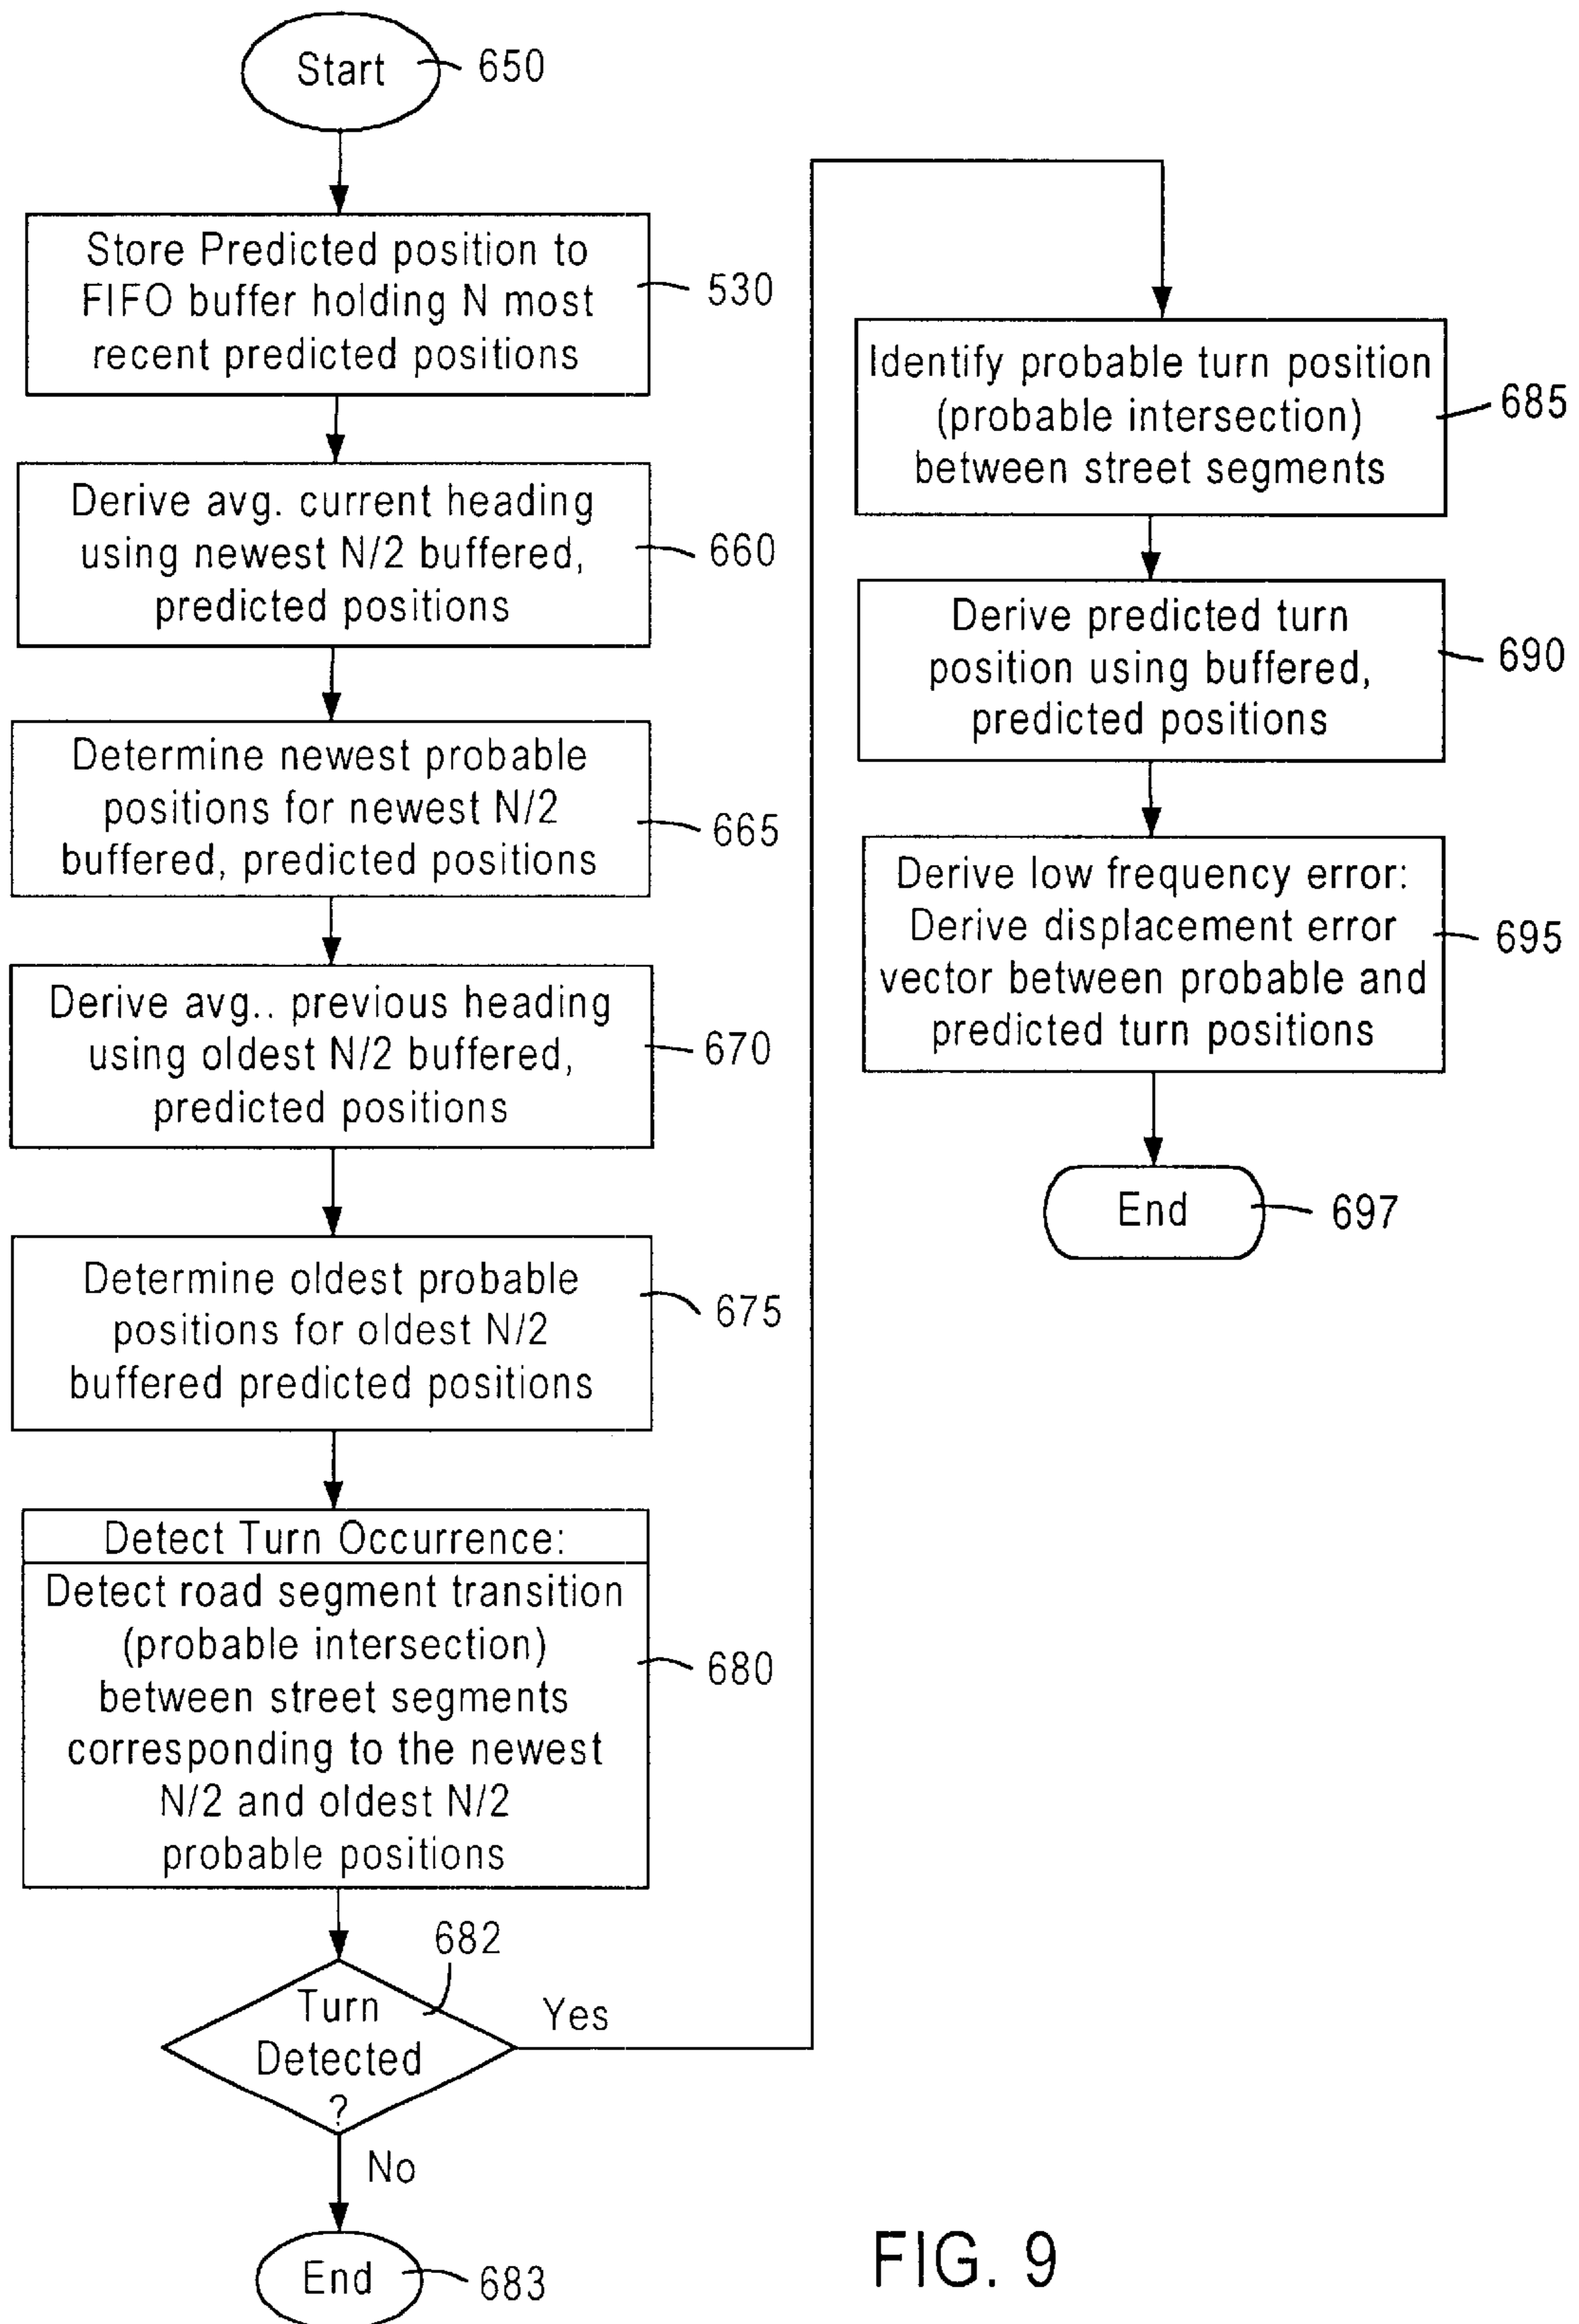 Start
650
Store Predicted position to
FIFO buffer holding N most
recent predicted positions
530
Derive avg. current heading
using newest N/2 buffered,
predicted positions
660
Determine newest probable
positions for newest N/2
buffered, predicted positions
665
Derive avg.. previous heading
using oldest N/2 buffered,
predicted positions
670
Determine oldest probable
positions for oldest N/2
buffered predicted positions
675
Detect Turn Occurrence:
Detect road segment transition
(probable intersection)
between street segments
corresponding to the newest
N/2 and oldest N/2
probable positions
680
682
Turn
Detected
?
Yes
No
End
683
Identify probable turn position
(probable intersection)
between street segments
685
Derive predicted turn
position using buffered,
predicted positions
690
Derive low frequency error:
Derive displacement error
vector between probable and
predicted turn positions
695
End
697
FIG. 9